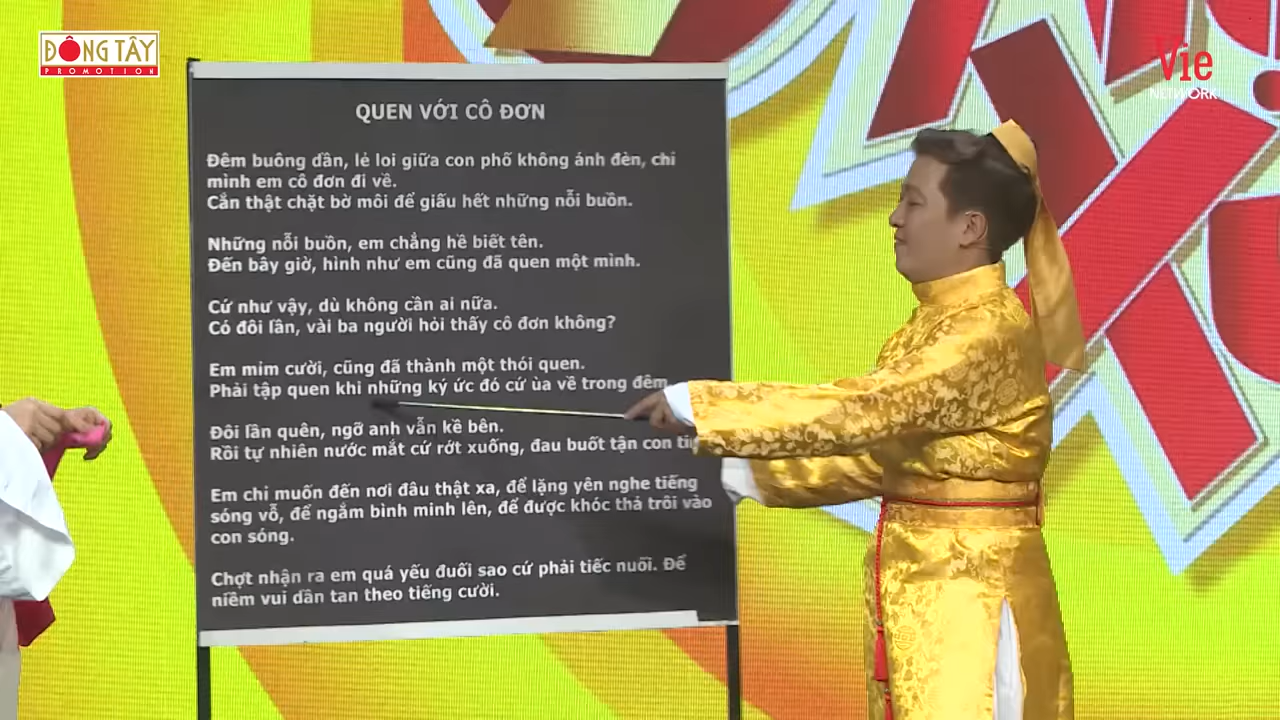 ĐÔNG TÂY
PROMOTION
Vie
NETWORK
QUEN VỚI CÔ ĐƠN
Đêm buông dần, lẻ loi giữa con phố không ánh đèn, chỉ
mình em cô đơn đi về.
Cắn thật chặt bờ môi để giấu hết những nỗi buồn.
Những nỗi buồn, em chẳng hề biết tên.
Đến bây giờ, hình như em cũng đã quen một mình.
Cứ như vậy, dù không cần ai nữa.
Có đôi lần, vài ba người hỏi thấy cô đơn không?
Em mỉm cười, cũng đã thành một thói quen.
Phải tập quen khi những ký ức đó cứ ùa về trong đêm
Đôi lần quên, ngỡ anh vẫn kề bên.
Rồi tự nhiên nước mắt cứ rớt xuống, đau buốt tận con
Em chỉ muốn đến nơi đâu thật xa, để lặng yên nghe tiếng
sóng vỗ, để ngắm bình minh lên, để được khóc thả trôi vào
con sóng.
Chợt nhận ra em quá yếu đuối sao cứ phải tiếc nuối. Để
niềm vui dần tan theo tiếng cười.